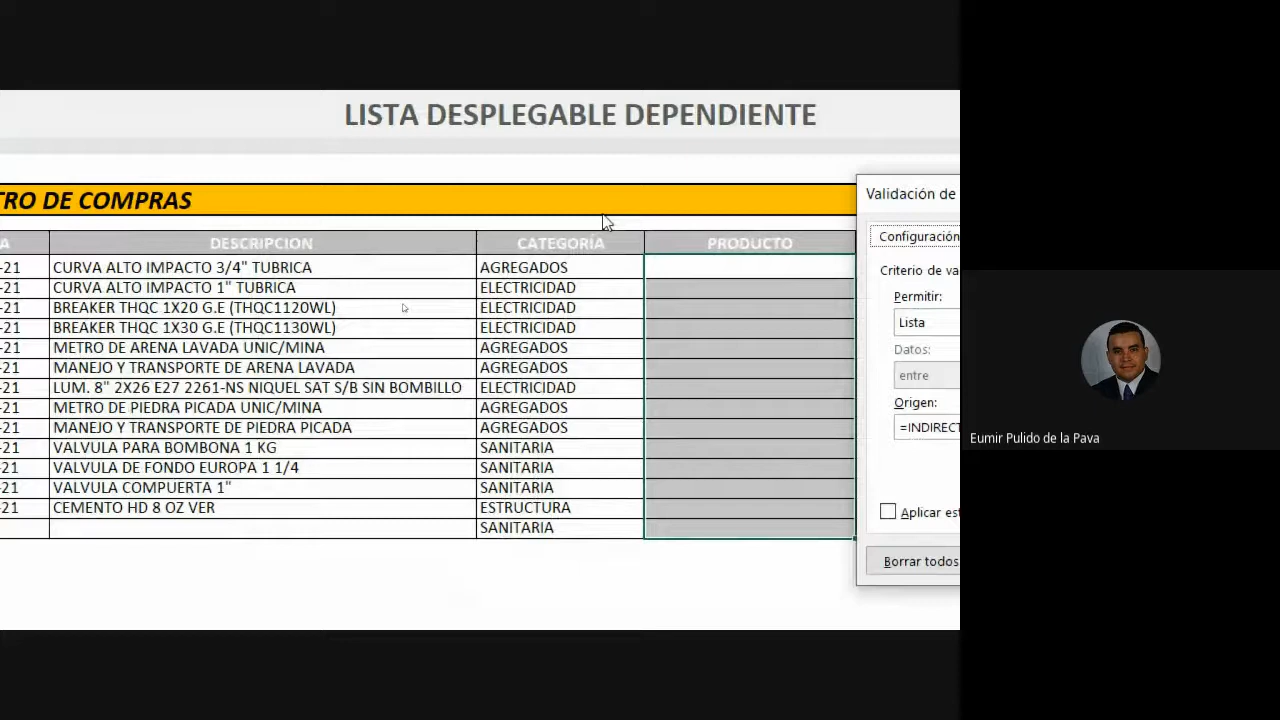 LISTA DESPLEGABLE DEPENDIENTE
TRO DE COMPRAS
A DESCRIPCION CATEGORÍA PRODUCTO
-21 CURVA ALTO IMPACTO 3/4" TUBRICA AGREGADOS
-21 CURVA ALTO IMPACTO 1" TUBRICA ELECTRICIDAD
-21 BREAKER THQC 1X20 G.E (THQC1120WL) ELECTRICIDAD
-21 BREAKER THQC 1X30 G.E (THQC1130WL) ELECTRICIDAD
-21 METRO DE ARENA LAVADA UNIC/MINA AGREGADOS
-21 MANEJO Y TRANSPORTE DE ARENA LAVADA AGREGADOS
-21 LUM. 8" 2X26 E27 2261-NS NIQUEL SAT S/B SIN BOMBILLO ELECTRICIDAD
-21 METRO DE PIEDRA PICADA UNIC/MINA AGREGADOS
-21 MANEJO Y TRANSPORTE DE PIEDRA PICADA AGREGADOS
-21 VALVULA PARA BOMBONA 1 KG SANITARIA
-21 VALVULA DE FONDO EUROPA 1 1/4 SANITARIA
-21 VALVULA COMPUERTA 1" SANITARIA
-21 CEMENTO HD 8 OZ VER ESTRUCTURA
SANITARIA
Validación de
Configuración
Criterio de va
Permitir:
Lista
Datos:
entre
Origen:
=INDIRECT
Aplicar est
Borrar todos
Eumir Pulido de la Pava